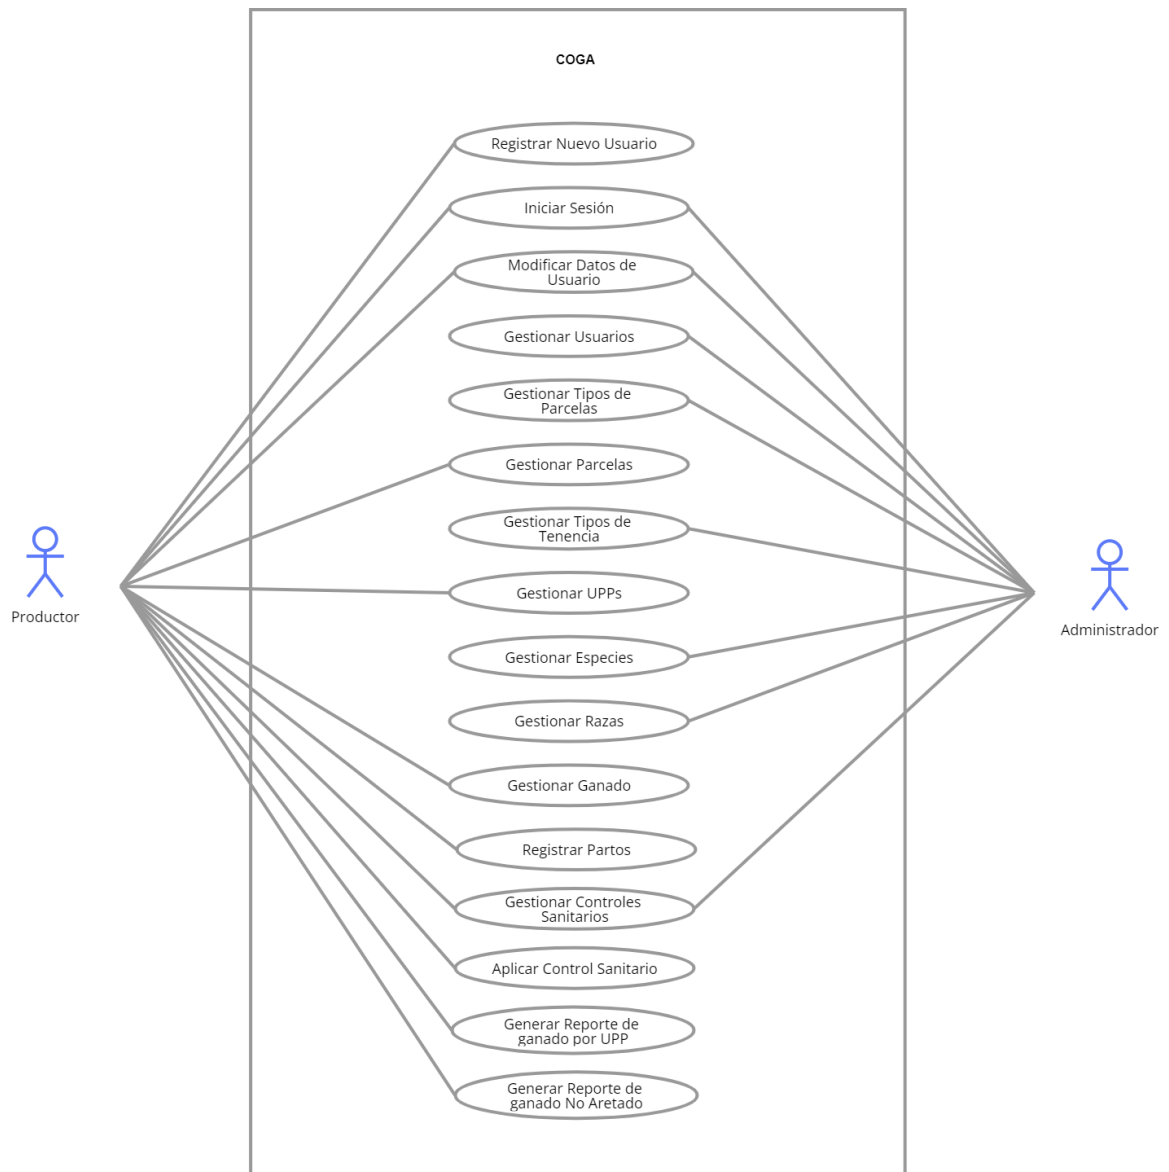 COGA
Registrar Nuevo Usuario
Iniciar Sesión
Modificar Datos de
Usuario
Gestionar Usuarios
Gestionar Tipos de
Parcelas
Gestionar Parcelas
Gestionar Tipos de
Tenencia
Productor
Gestionar UPPs
Administrador
Gestionar Especies
Gestionar Razas
Gestionar Ganado
Registrar Partos
Gestionar Controles
Sanitarios
Aplicar Control Sanitario
Generar Reporte de
ganado por UPP
Generar Reporte de
ganado No Aretado